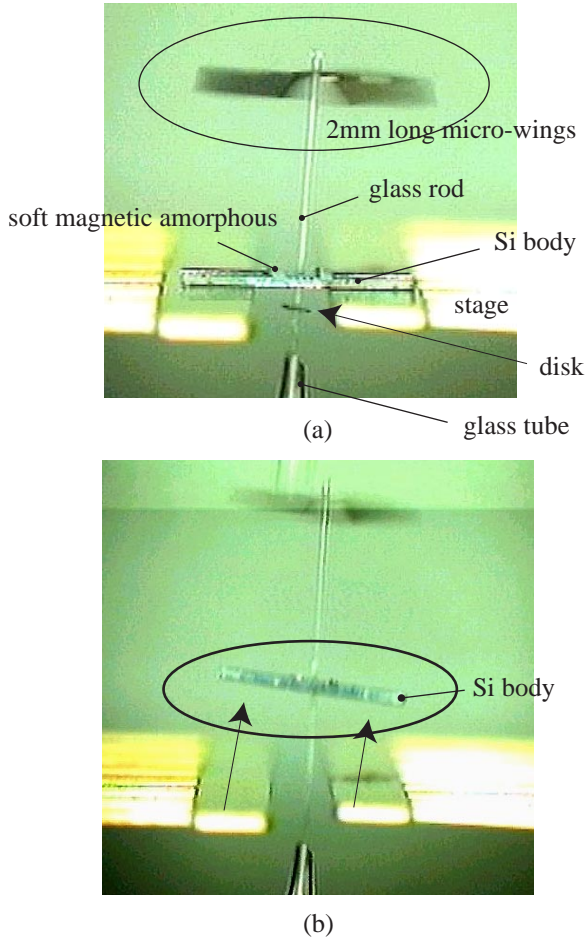 2mm long micro-wings
glass rod
soft magnetic amorphous
Si body
stage
disk
glass tube
(a)
Si body
(b)